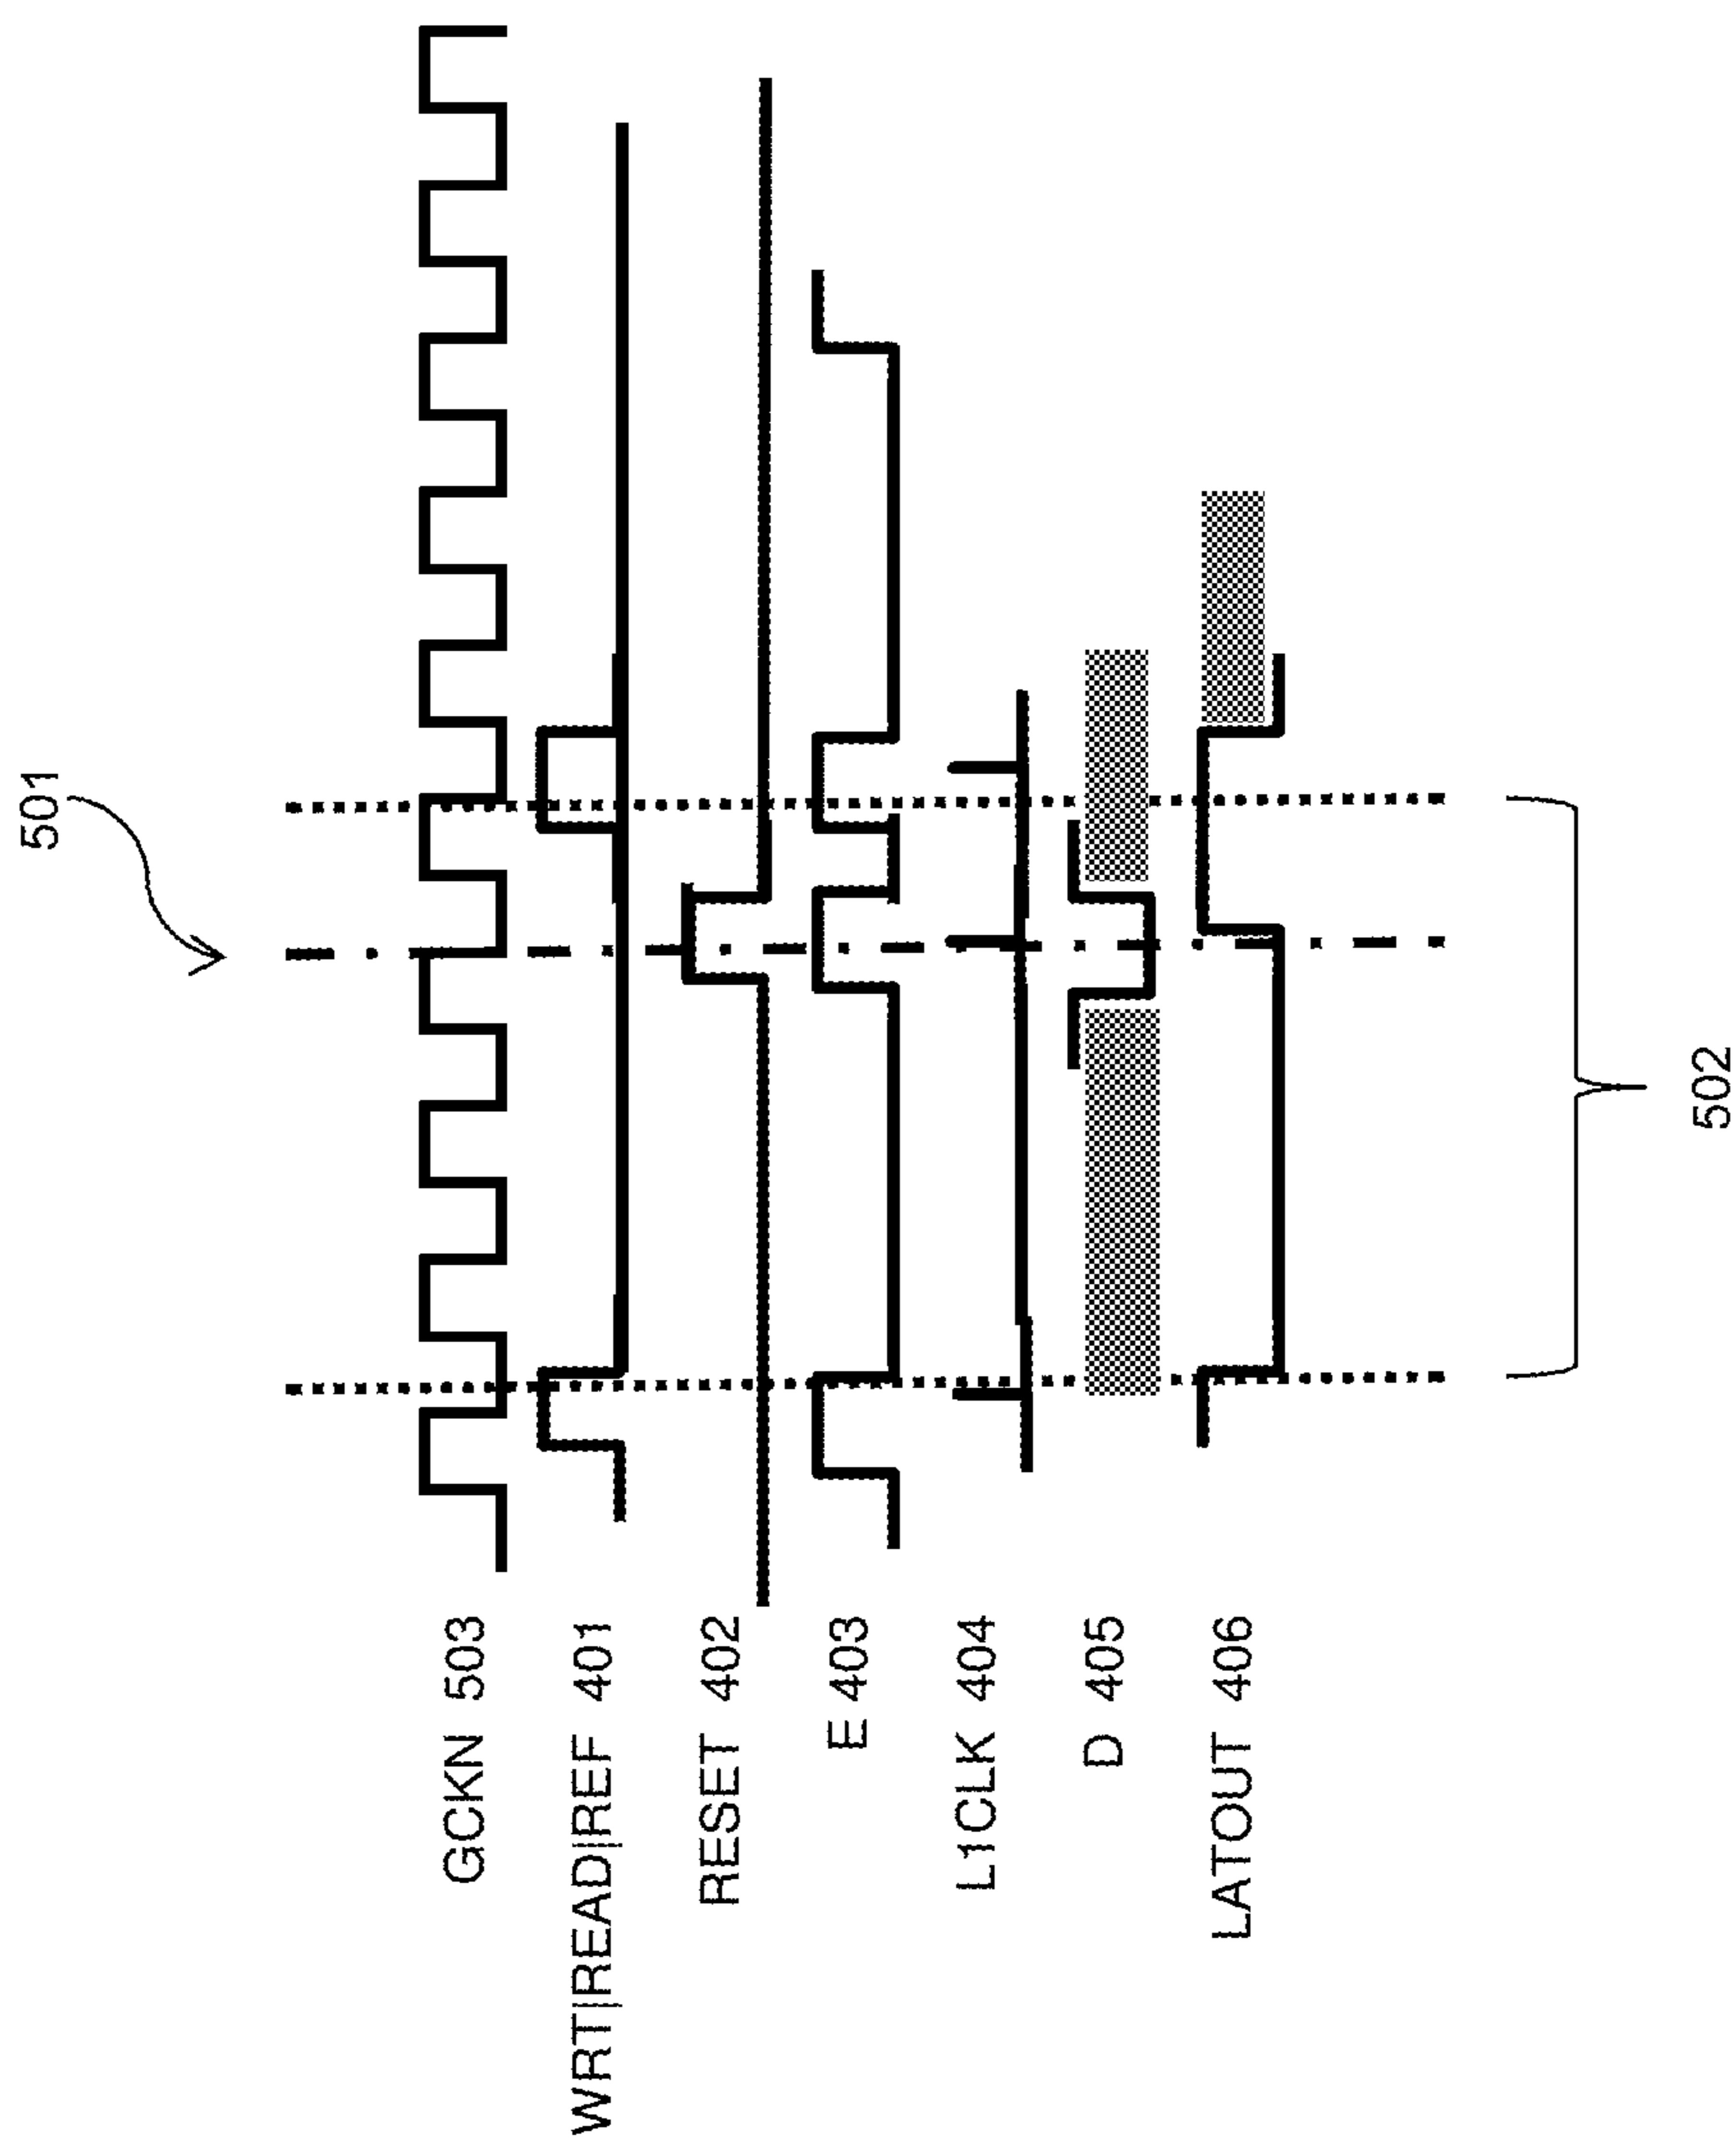 501
GCKN 503
WRT|READ|REF 401
RESET 402
E 403
L1CLK 404
D 405
LATOUT 406
502